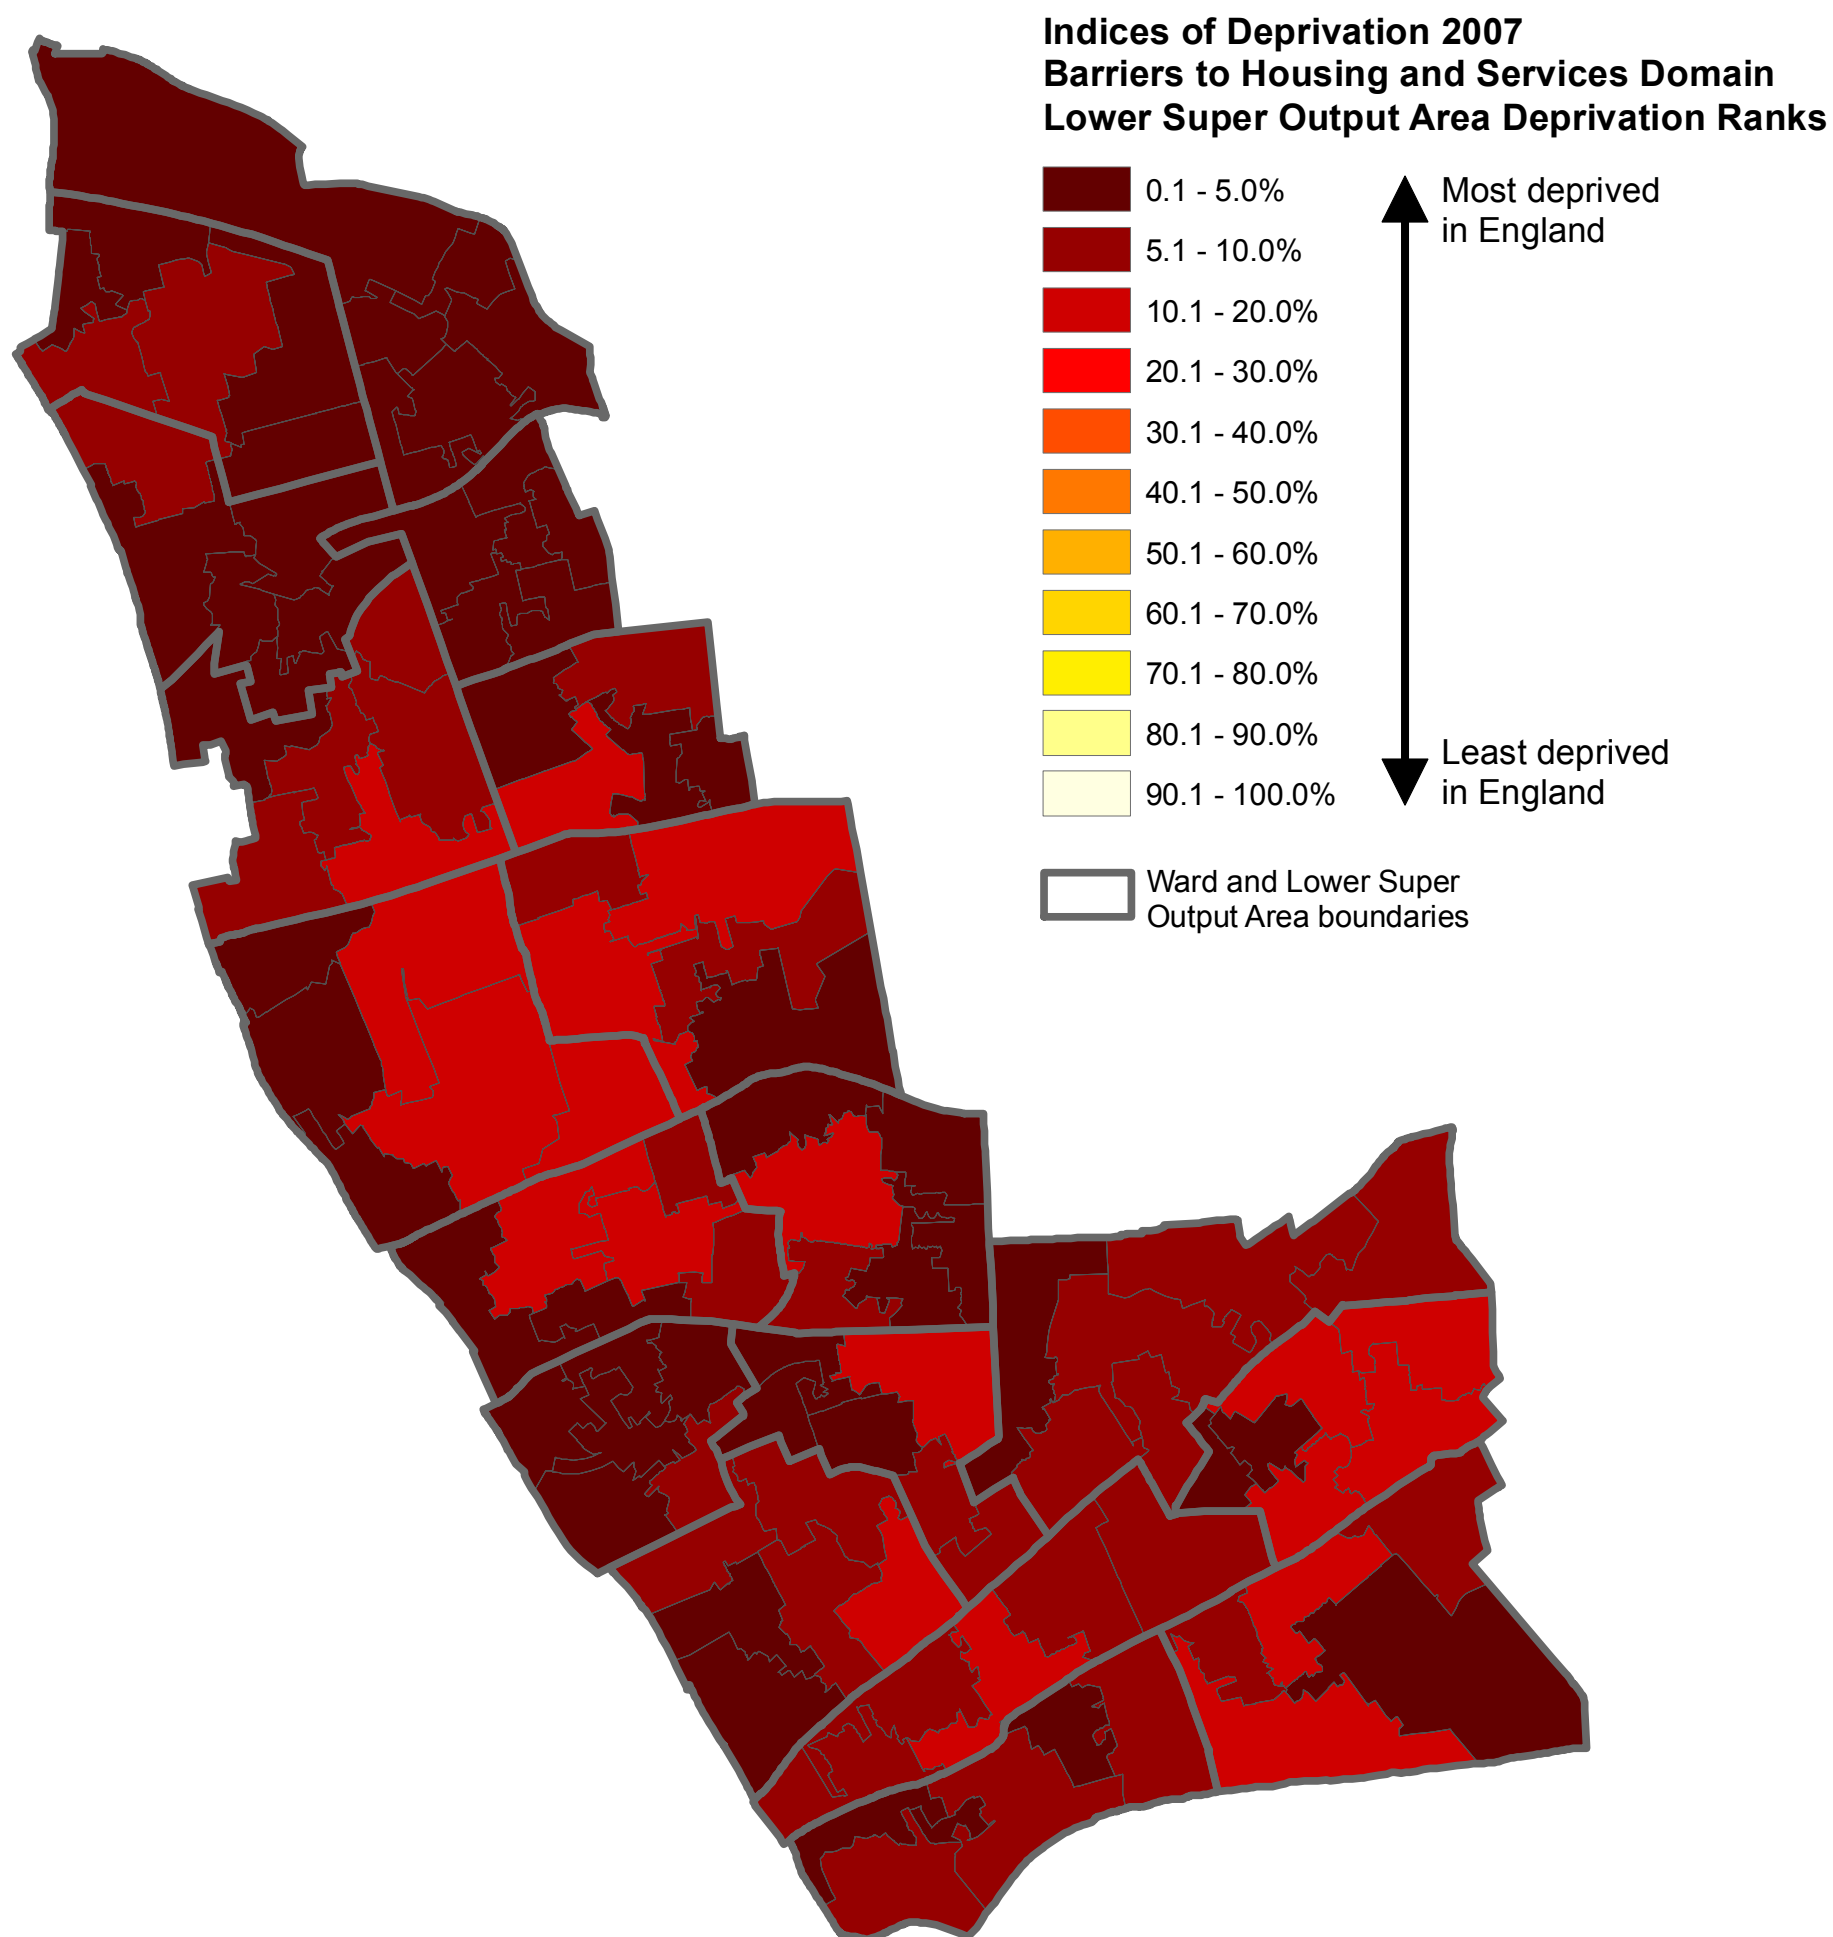 Indices of Deprivation 2007
Barriers to Housing and Services Domain
Lower Super Output Area Deprivation Ranks
0.1 - 5.0%
5.1 - 10.0%
10.1 - 20.0%
20.1 - 30.0%
30.1 - 40.0%
40.1 - 50.0%
50.1 - 60.0%
60.1 - 70.0%
70.1 - 80.0%
80.1 - 90.0%
90.1 - 100.0%
Most deprived
in England
Least deprived
in England
Ward and Lower Super
Output Area boundaries